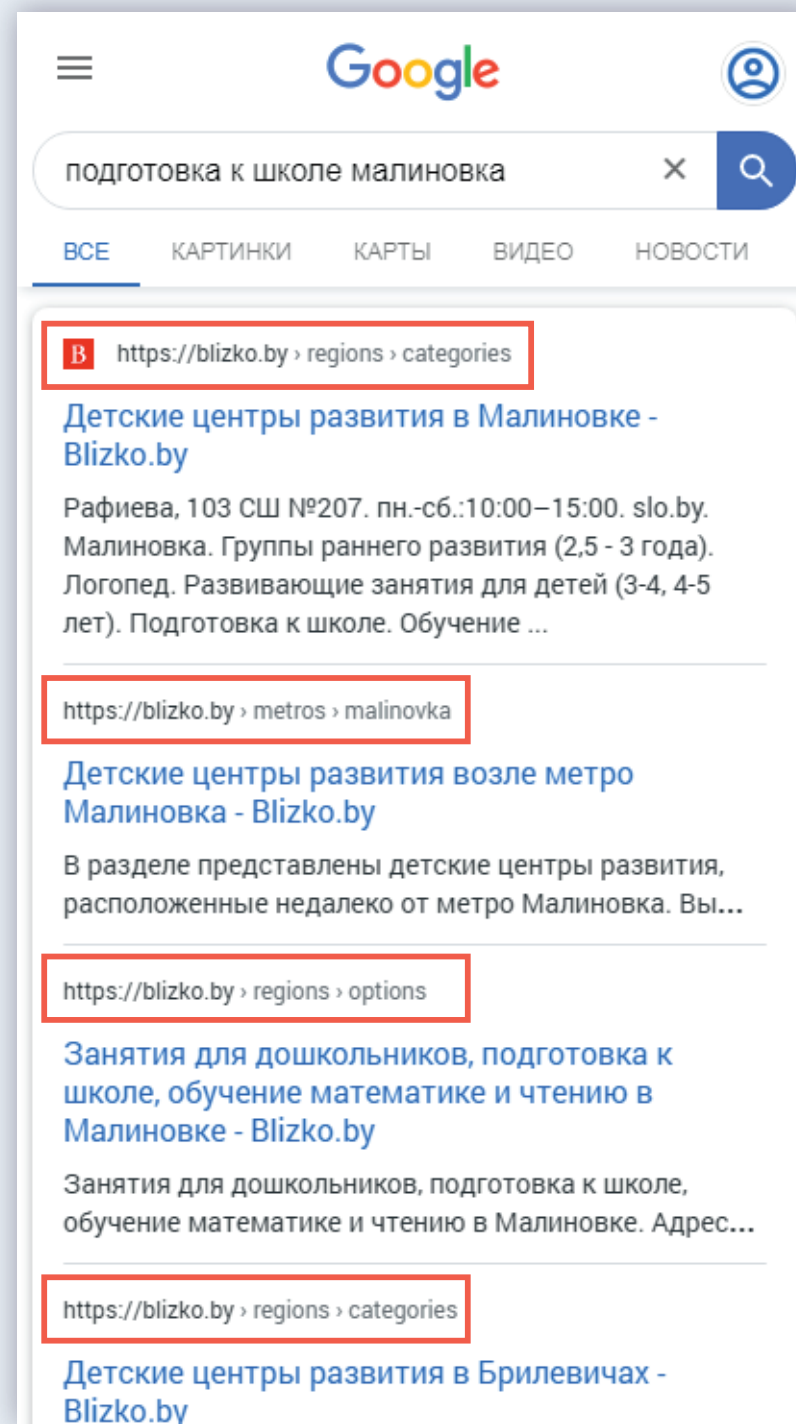 Google
подготовка к школе малиновка
ВСЕ КАРТИНКИ КАРТЫ ВИДЕО НОВОСТИ
B https://blizko.by › regions › categories
Детские центры развития в Малиновке -
Blizko.by
Рафиева, 103 СШ №207. пн.-сб.:10:00–15:00. slo.by.
Малиновка. Группы раннего развития (2,5 - 3 года).
Логопед. Развивающие занятия для детей (3-4, 4-5
лет). Подготовка к школе. Обучение ...
https://blizko.by › metros › malinovka
Детские центры развития возле метро
Малиновка - Blizko.by
В разделе представлены детские центры развития,
расположенные недалеко от метро Малиновка. Вы...
https://blizko.by › regions › options
Занятия для дошкольников, подготовка к
школе, обучение математике и чтению в
Малиновке - Blizko.by
Занятия для дошкольников, подготовка к школе,
обучение математике и чтению в Малиновке. Адрес...
https://blizko.by › regions › categories
Детские центры развития в Брилевичах -
Blizko.by